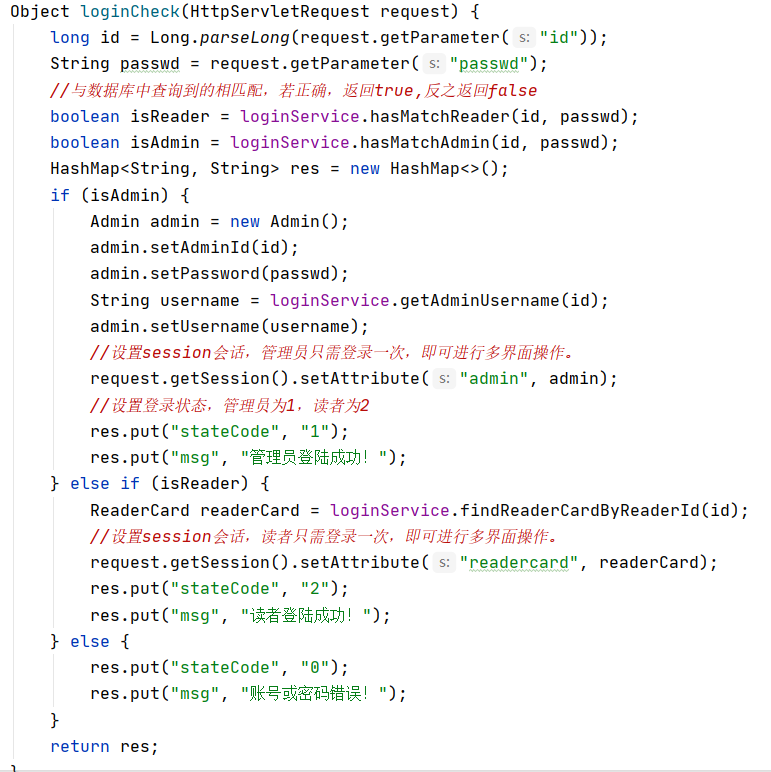 Object loginCheck(HttpServletRequest request) {
    long id = Long.parseLong(request.getParameter( s: "id"));
    String passwd = request.getParameter( s: "passwd");
    //与数据库中查询到的相匹配，若正确，返回true,反之返回false
    boolean isReader = loginService.hasMatchReader(id, passwd);
    boolean isAdmin = loginService.hasMatchAdmin(id, passwd);
    HashMap<String, String> res = new HashMap<>();
    if (isAdmin) {
        Admin admin = new Admin();
        admin.setAdminId(id);
        admin.setPassword(passwd);
        String username = loginService.getAdminUsername(id);
        admin.setUsername(username);
        //设置session会话，管理员只需登录一次，即可进行多界面操作。
        request.getSession().setAttribute( s: "admin", admin);
        //设置登录状态，管理员为1，读者为2
        res.put("stateCode", "1");
        res.put("msg", "管理员登陆成功！");
    } else if (isReader) {
        ReaderCard readerCard = loginService.findReaderCardByReaderId(id);
        //设置session会话，读者只需登录一次，即可进行多界面操作。
        request.getSession().setAttribute( s: "readercard", readerCard);
        res.put("stateCode", "2");
        res.put("msg", "读者登陆成功！");
    } else {
        res.put("stateCode", "0");
        res.put("msg", "账号或密码错误！");
    }
    return res;
}